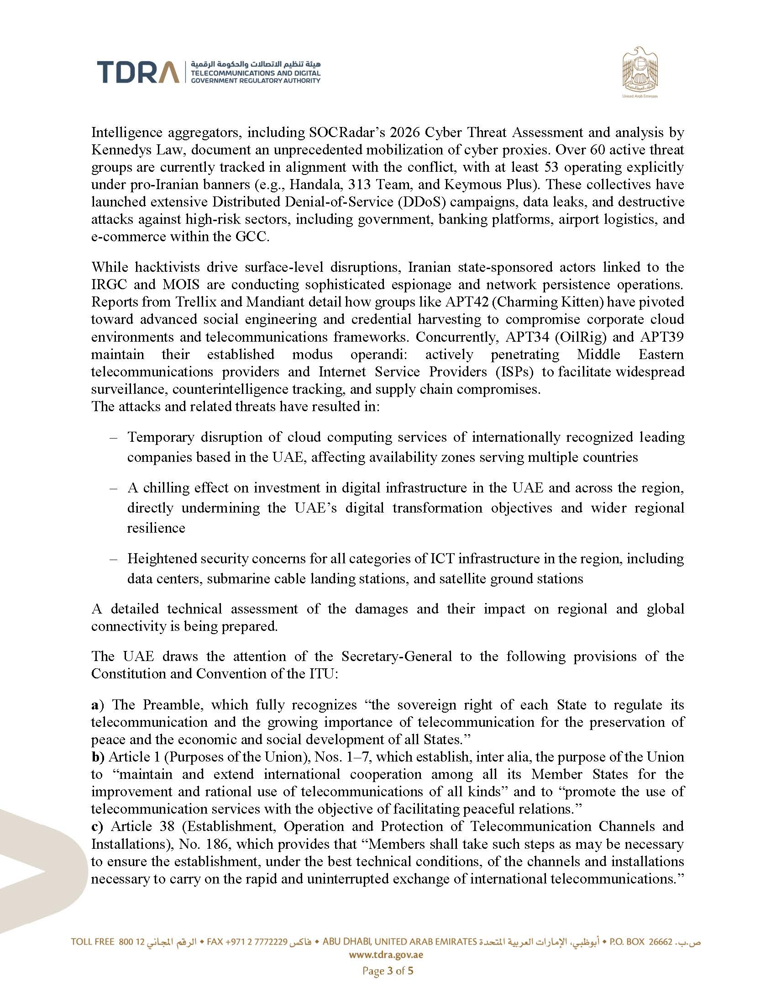 TDRA
هيئة تنظيم الاتصالات والحكومة الرقمية
TELECOMMUNICATIONS AND DIGITAL
GOVERNMENT REGULATORY AUTHORITY
United Arab Emirates
Intelligence aggregators, including SOCRadar’s 2026 Cyber Threat Assessment and analysis by
Kennedys Law, document an unprecedented mobilization of cyber proxies. Over 60 active threat
groups are currently tracked in alignment with the conflict, with at least 53 operating explicitly
under pro-Iranian banners (e.g., Handala, 313 Team, and Keymous Plus). These collectives have
launched extensive Distributed Denial-of-Service (DDoS) campaigns, data leaks, and destructive
attacks against high-risk sectors, including government, banking platforms, airport logistics, and
e-commerce within the GCC.
While hacktivists drive surface-level disruptions, Iranian state-sponsored actors linked to the
IRGC and MOIS are conducting sophisticated espionage and network persistence operations.
Reports from Trellix and Mandiant detail how groups like APT42 (Charming Kitten) have pivoted
toward advanced social engineering and credential harvesting to compromise corporate cloud
environments and telecommunications frameworks. Concurrently, APT34 (OilRig) and APT39
maintain their established modus operandi: actively penetrating Middle Eastern
telecommunications providers and Internet Service Providers (ISPs) to facilitate widespread
surveillance, counterintelligence tracking, and supply chain compromises.
The attacks and related threats have resulted in:
– Temporary disruption of cloud computing services of internationally recognized leading
companies based in the UAE, affecting availability zones serving multiple countries
– A chilling effect on investment in digital infrastructure in the UAE and across the region,
directly undermining the UAE’s digital transformation objectives and wider regional
resilience
– Heightened security concerns for all categories of ICT infrastructure in the region, including
data centers, submarine cable landing stations, and satellite ground stations
A detailed technical assessment of the damages and their impact on regional and global
connectivity is being prepared.
The UAE draws the attention of the Secretary-General to the following provisions of the
Constitution and Convention of the ITU:
a) The Preamble, which fully recognizes “the sovereign right of each State to regulate its
telecommunication and the growing importance of telecommunication for the preservation of
peace and the economic and social development of all States.”
b) Article 1 (Purposes of the Union), Nos. 1–7, which establish, inter alia, the purpose of the Union
to “maintain and extend international cooperation among all its Member States for the
improvement and rational use of telecommunications of all kinds” and to “promote the use of
telecommunication services with the objective of facilitating peaceful relations.”
c) Article 38 (Establishment, Operation and Protection of Telecommunication Channels and
Installations), No. 186, which provides that “Members shall take such steps as may be necessary
to ensure the establishment, under the best technical conditions, of the channels and installations
necessary to carry on the rapid and uninterrupted exchange of international telecommunications.”
TOLL FREE 800 12 الرقم المجاني • FAX +971 2 7772229 فاكس • ABU DHABI, UNITED ARAB EMIRATES أبوظبي، الإمارات العربية المتحدة • P.O. BOX 26662 ص.ب.
www.tdra.gov.ae
Page 3 of 5